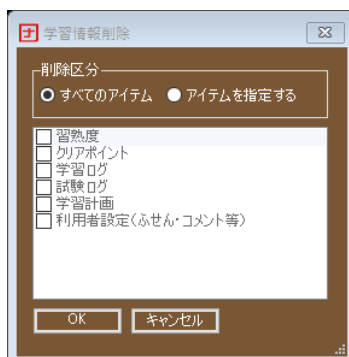 学習情報削除
削除区分
すべてのアイテム アイテムを指定する
習熟度
クリアポイント
学習ログ
試験ログ
学習計画
利用者設定(ふせん・コメント等)
OK キャンセル